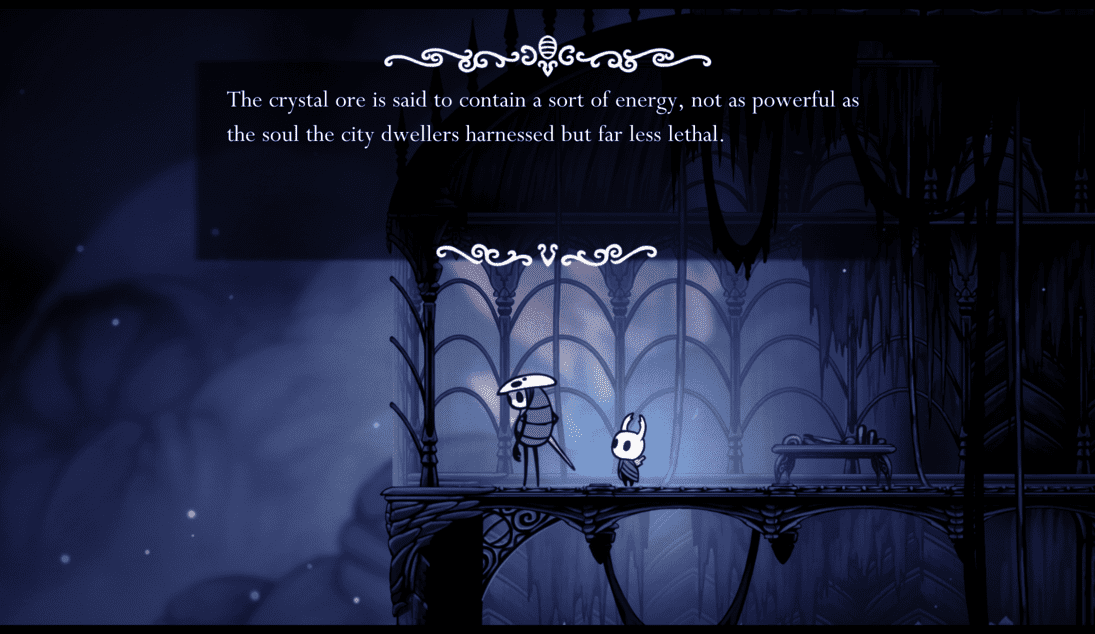 The crystal ore is said to contain a sort of energy, not as powerful as
the soul the city dwellers harnessed but far less lethal.